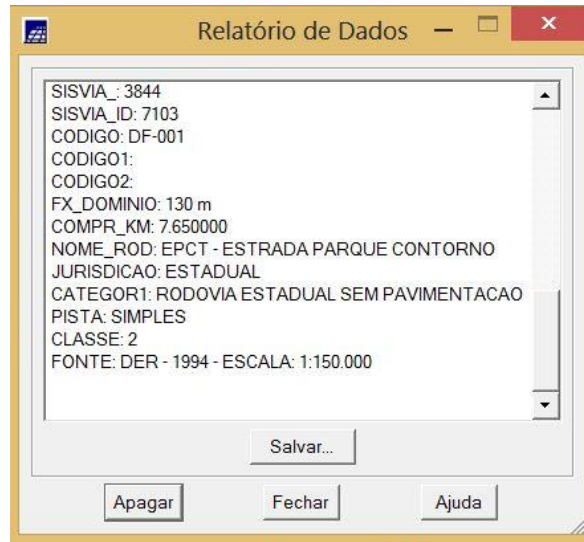 Relatório de Dados
SISVIA_: 3844
SISVIA_ID: 7103
CODIGO: DF-001
CODIGO1:
CODIGO2:
FX_DOMINIO: 130 m
COMPR_KM: 7.650000
NOME_ROD: EPCT - ESTRADA PARQUE CONTORNO
JURISDICAO: ESTADUAL
CATEGOR1: RODOVIA ESTADUAL SEM PAVIMENTACAO
PISTA: SIMPLES
CLASSE: 2
FONTE: DER - 1994 - ESCALA: 1:150.000
Salvar...
Apagar Fechar Ajuda